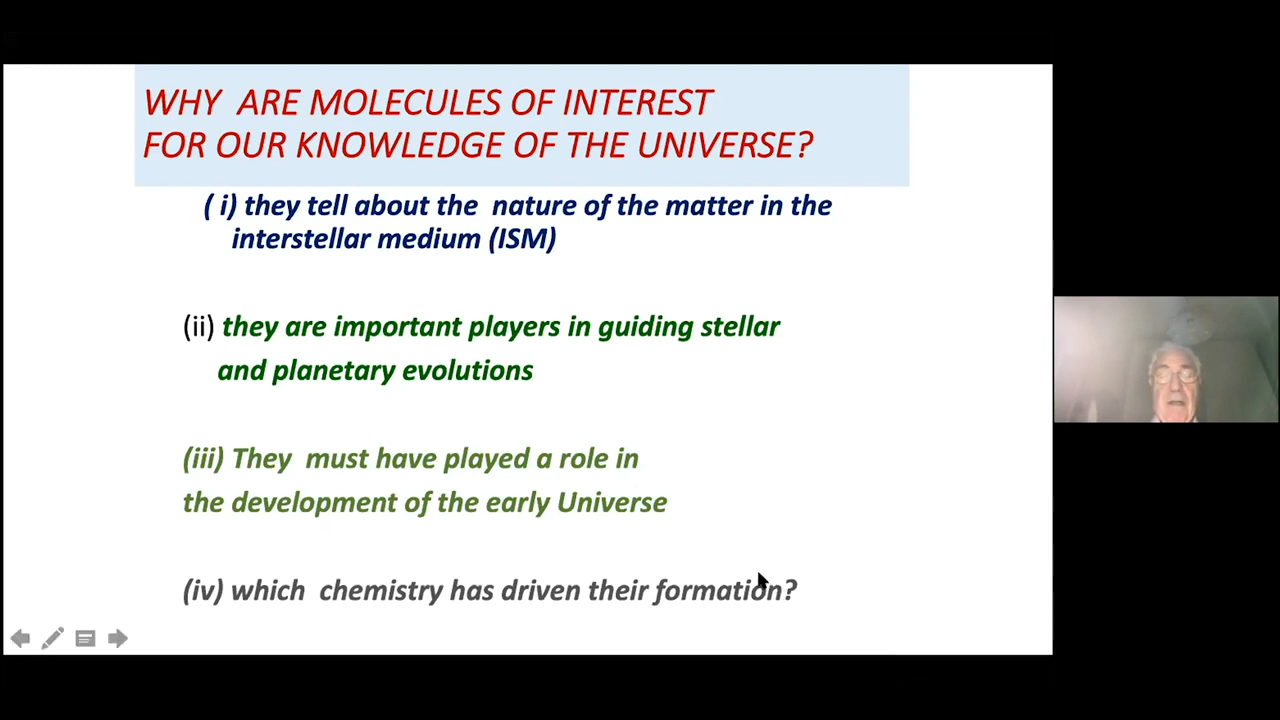 WHY ARE MOLECULES OF INTEREST
FOR OUR KNOWLEDGE OF THE UNIVERSE?
( i) they tell about the nature of the matter in the
interstellar medium (ISM)
(ii) they are important players in guiding stellar
and planetary evolutions
(iii) They must have played a role in
the development of the early Universe
(iv) which chemistry has driven their formation?